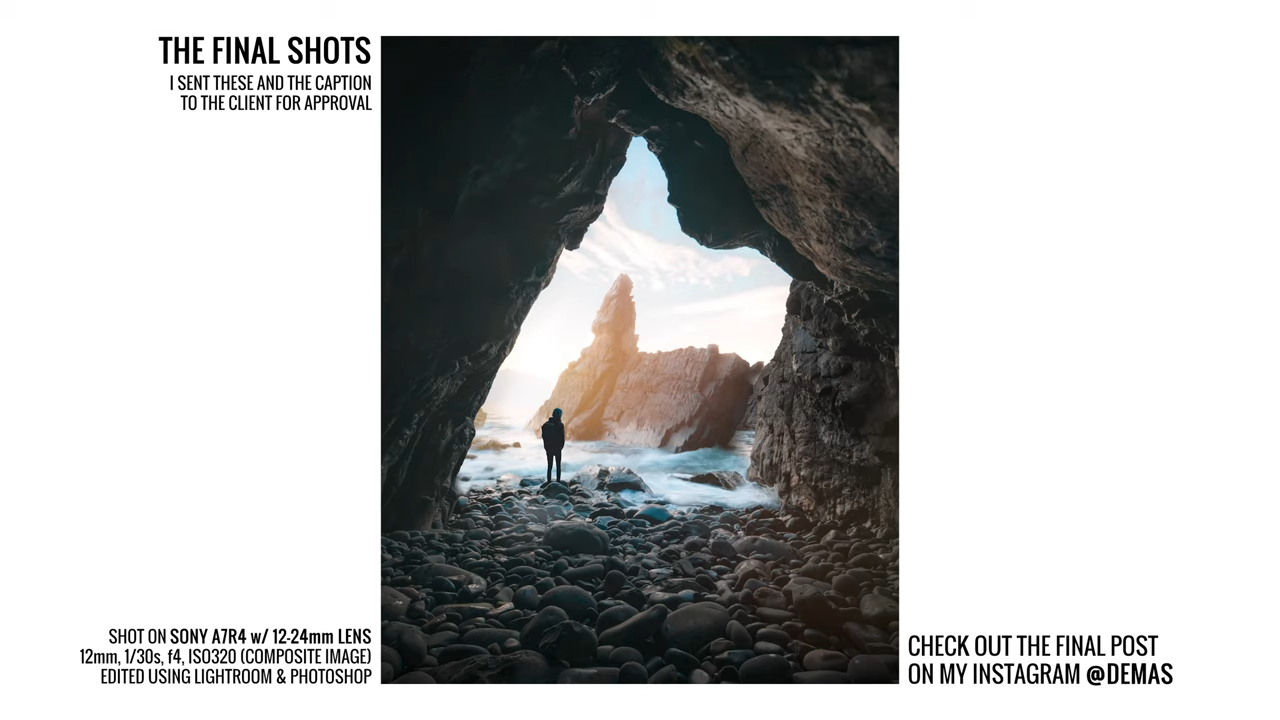 THE FINAL SHOTS
I SENT THESE AND THE CAPTION
TO THE CLIENT FOR APPROVAL
SHOT ON SONY A7R4 w/ 12-24mm LENS
12mm, 1/30s, f4, ISO320 (COMPOSITE IMAGE)
EDITED USING LIGHTROOM & PHOTOSHOP
CHECK OUT THE FINAL POST
ON MY INSTAGRAM @DEMAS